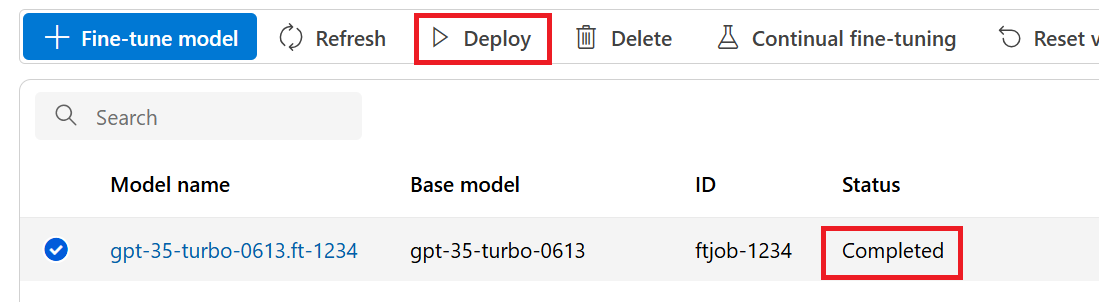 Fine-tune model Refresh Deploy Delete Continual fine-tuning Reset v
Search
Model name Base model ID Status
gpt-35-turbo-0613.ft-1234 gpt-35-turbo-0613 ftjob-1234 Completed